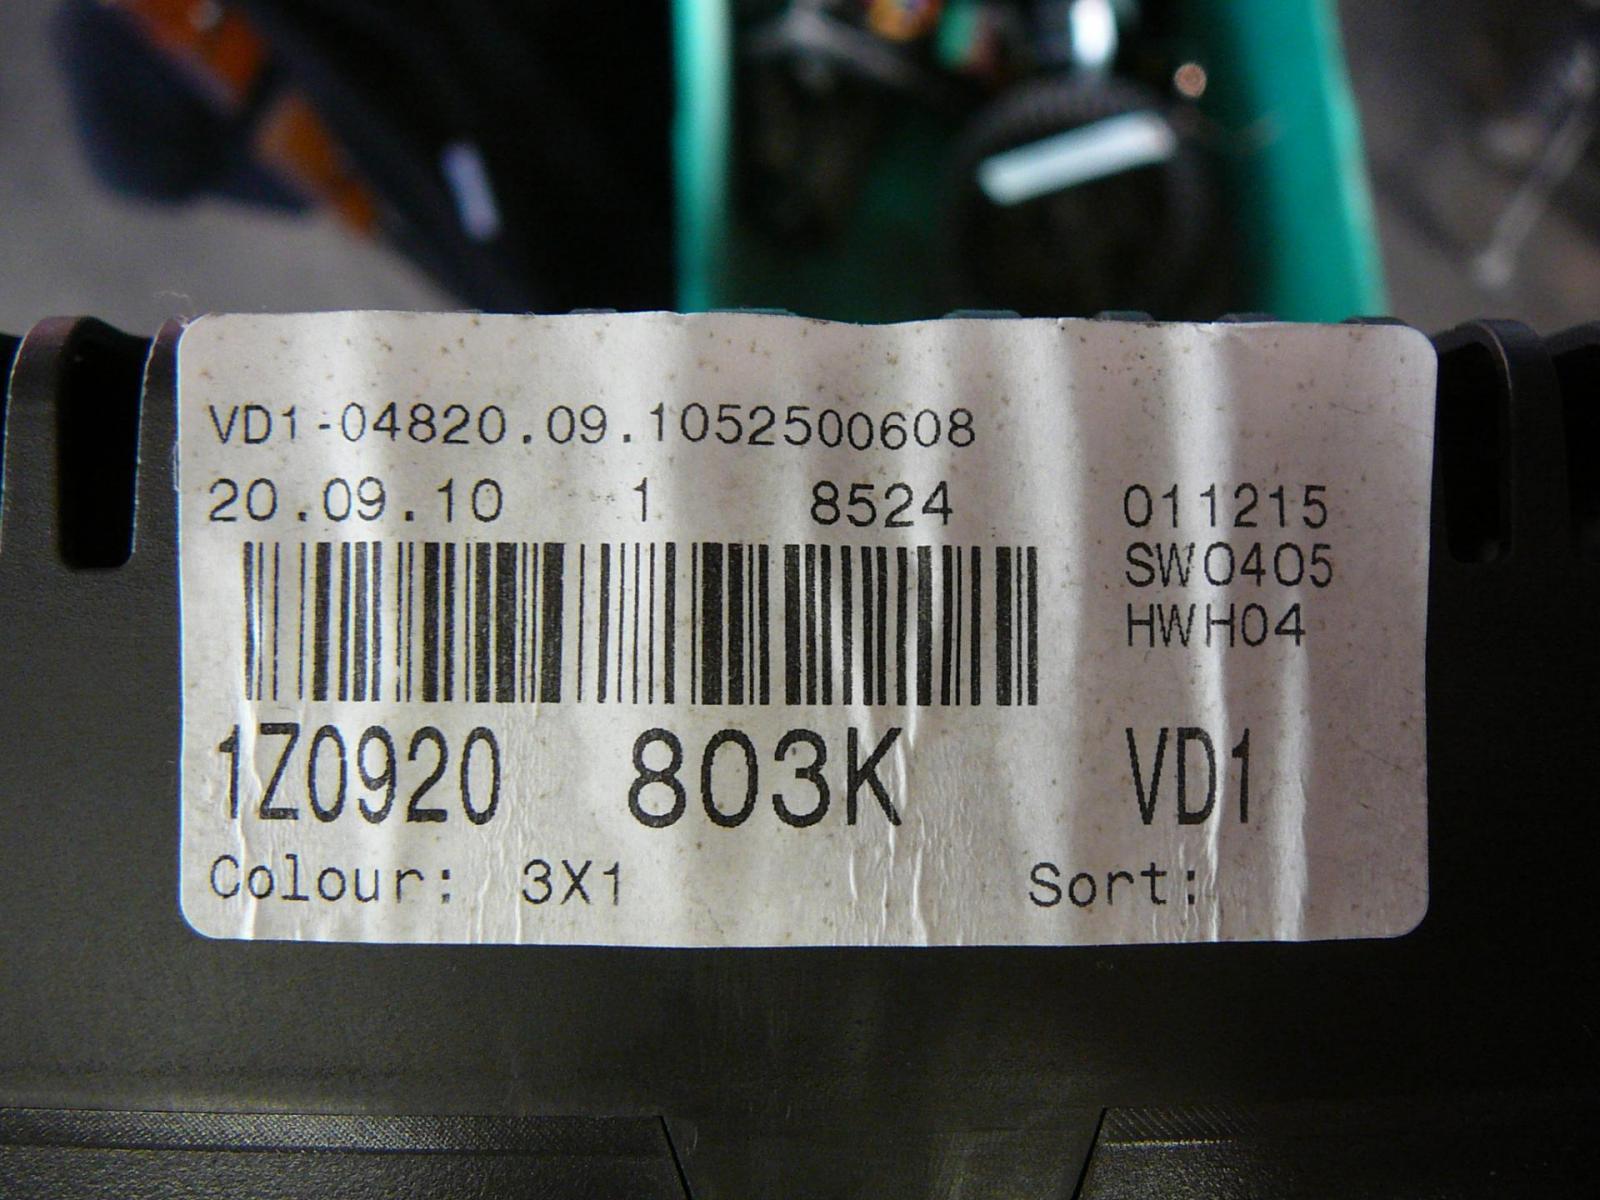 VD1-04820.09.1052500608
20.09.10 1 8524 011215
SW0405
HWH04
1Z0920 803K VD1
Colour: 3X1 Sort: